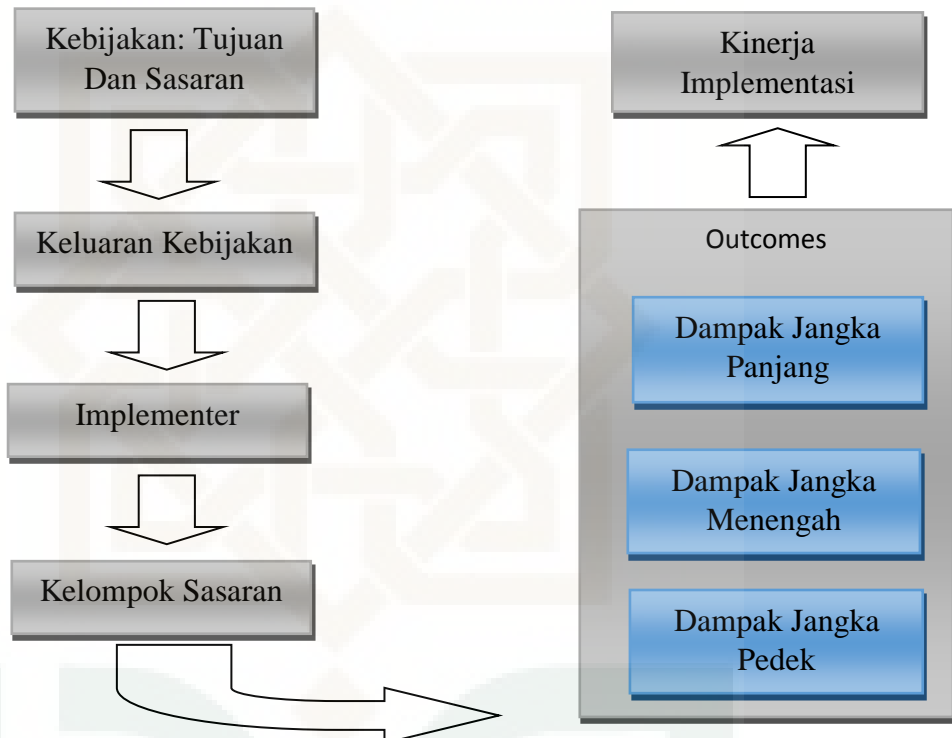 Kebijakan: Tujuan
Dan Sasaran
Keluaran Kebijakan
Implementer
Kelompok Sasaran
Kinerja
Implementasi
Outcomes
Dampak Jangka
Panjang
Dampak Jangka
Menengah
Dampak Jangka
Pedek